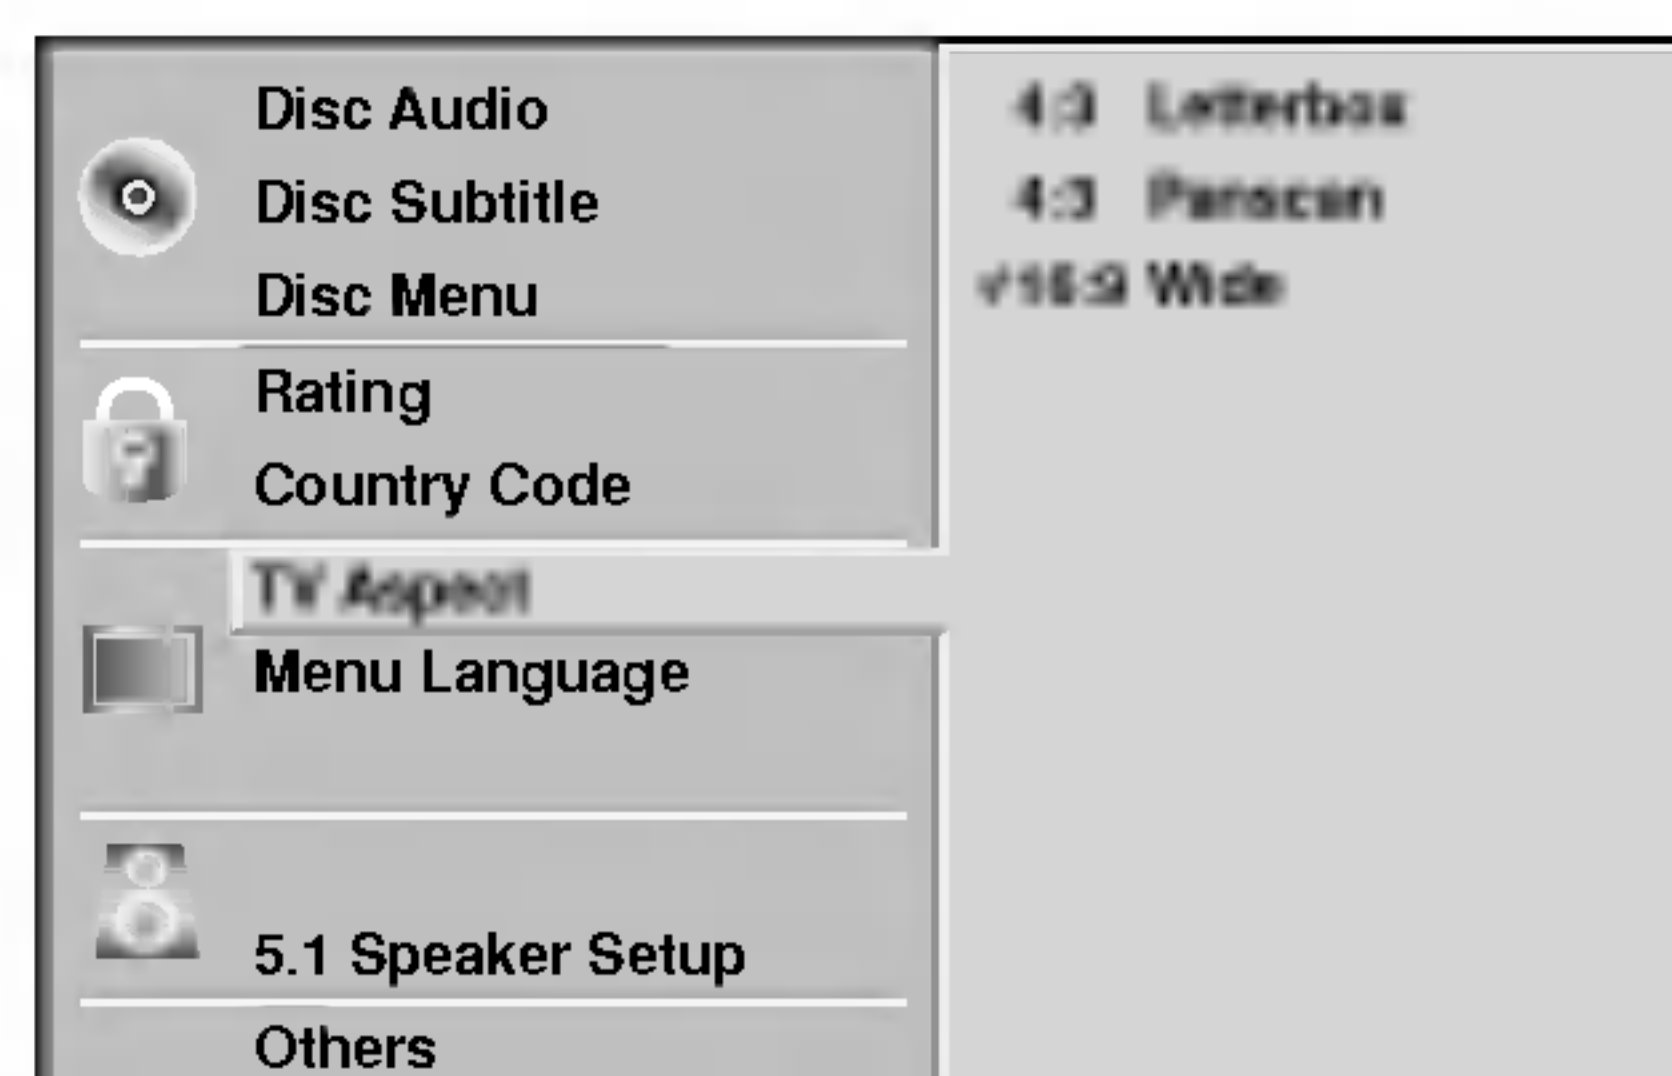 Disc Audio
Disc Subtitle
Disc Menu
Rating
Country Code
TV Aspect
Menu Language
5.1 Speaker Setup
Others
4:3 Letterbox
4:3 Panscan
✓16:9 Wide